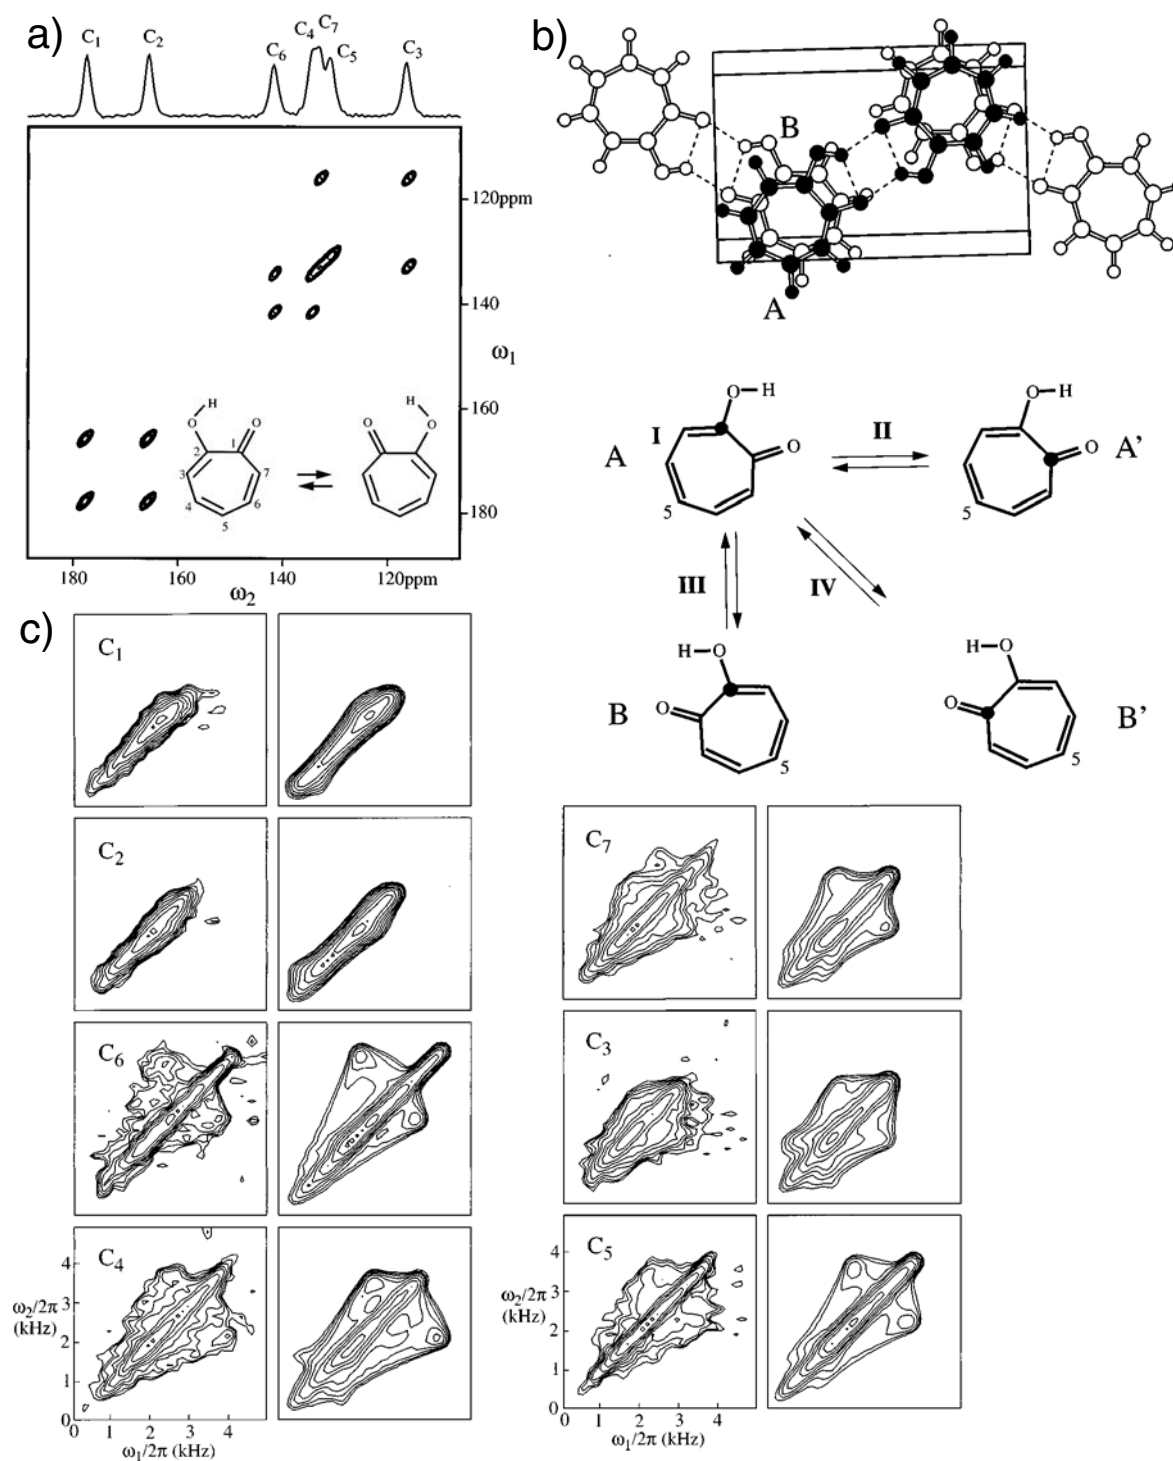 a)
C1 C2 C6 C4 C7 C5 C3
120ppm
140
ω1
160
180
H
O O
2 1
3 7
4 6
5
O H
O
180 160 140 120ppm
ω2
b)
B
A
O-H
I
A
O
5
II
O-H
O
A'
5
III
IV
H-O
O
B
5
H-O
O
B'
5
c)
C1
C2
C6
C4
4
3
2
1
0
ω2/2π
(kHz)
0 1 2 3 4
ω1/2π (kHz)
C7
C3
C5
4
3
2
1
0
ω2/2π
(kHz)
0 1 2 3 4
ω1/2π (kHz)